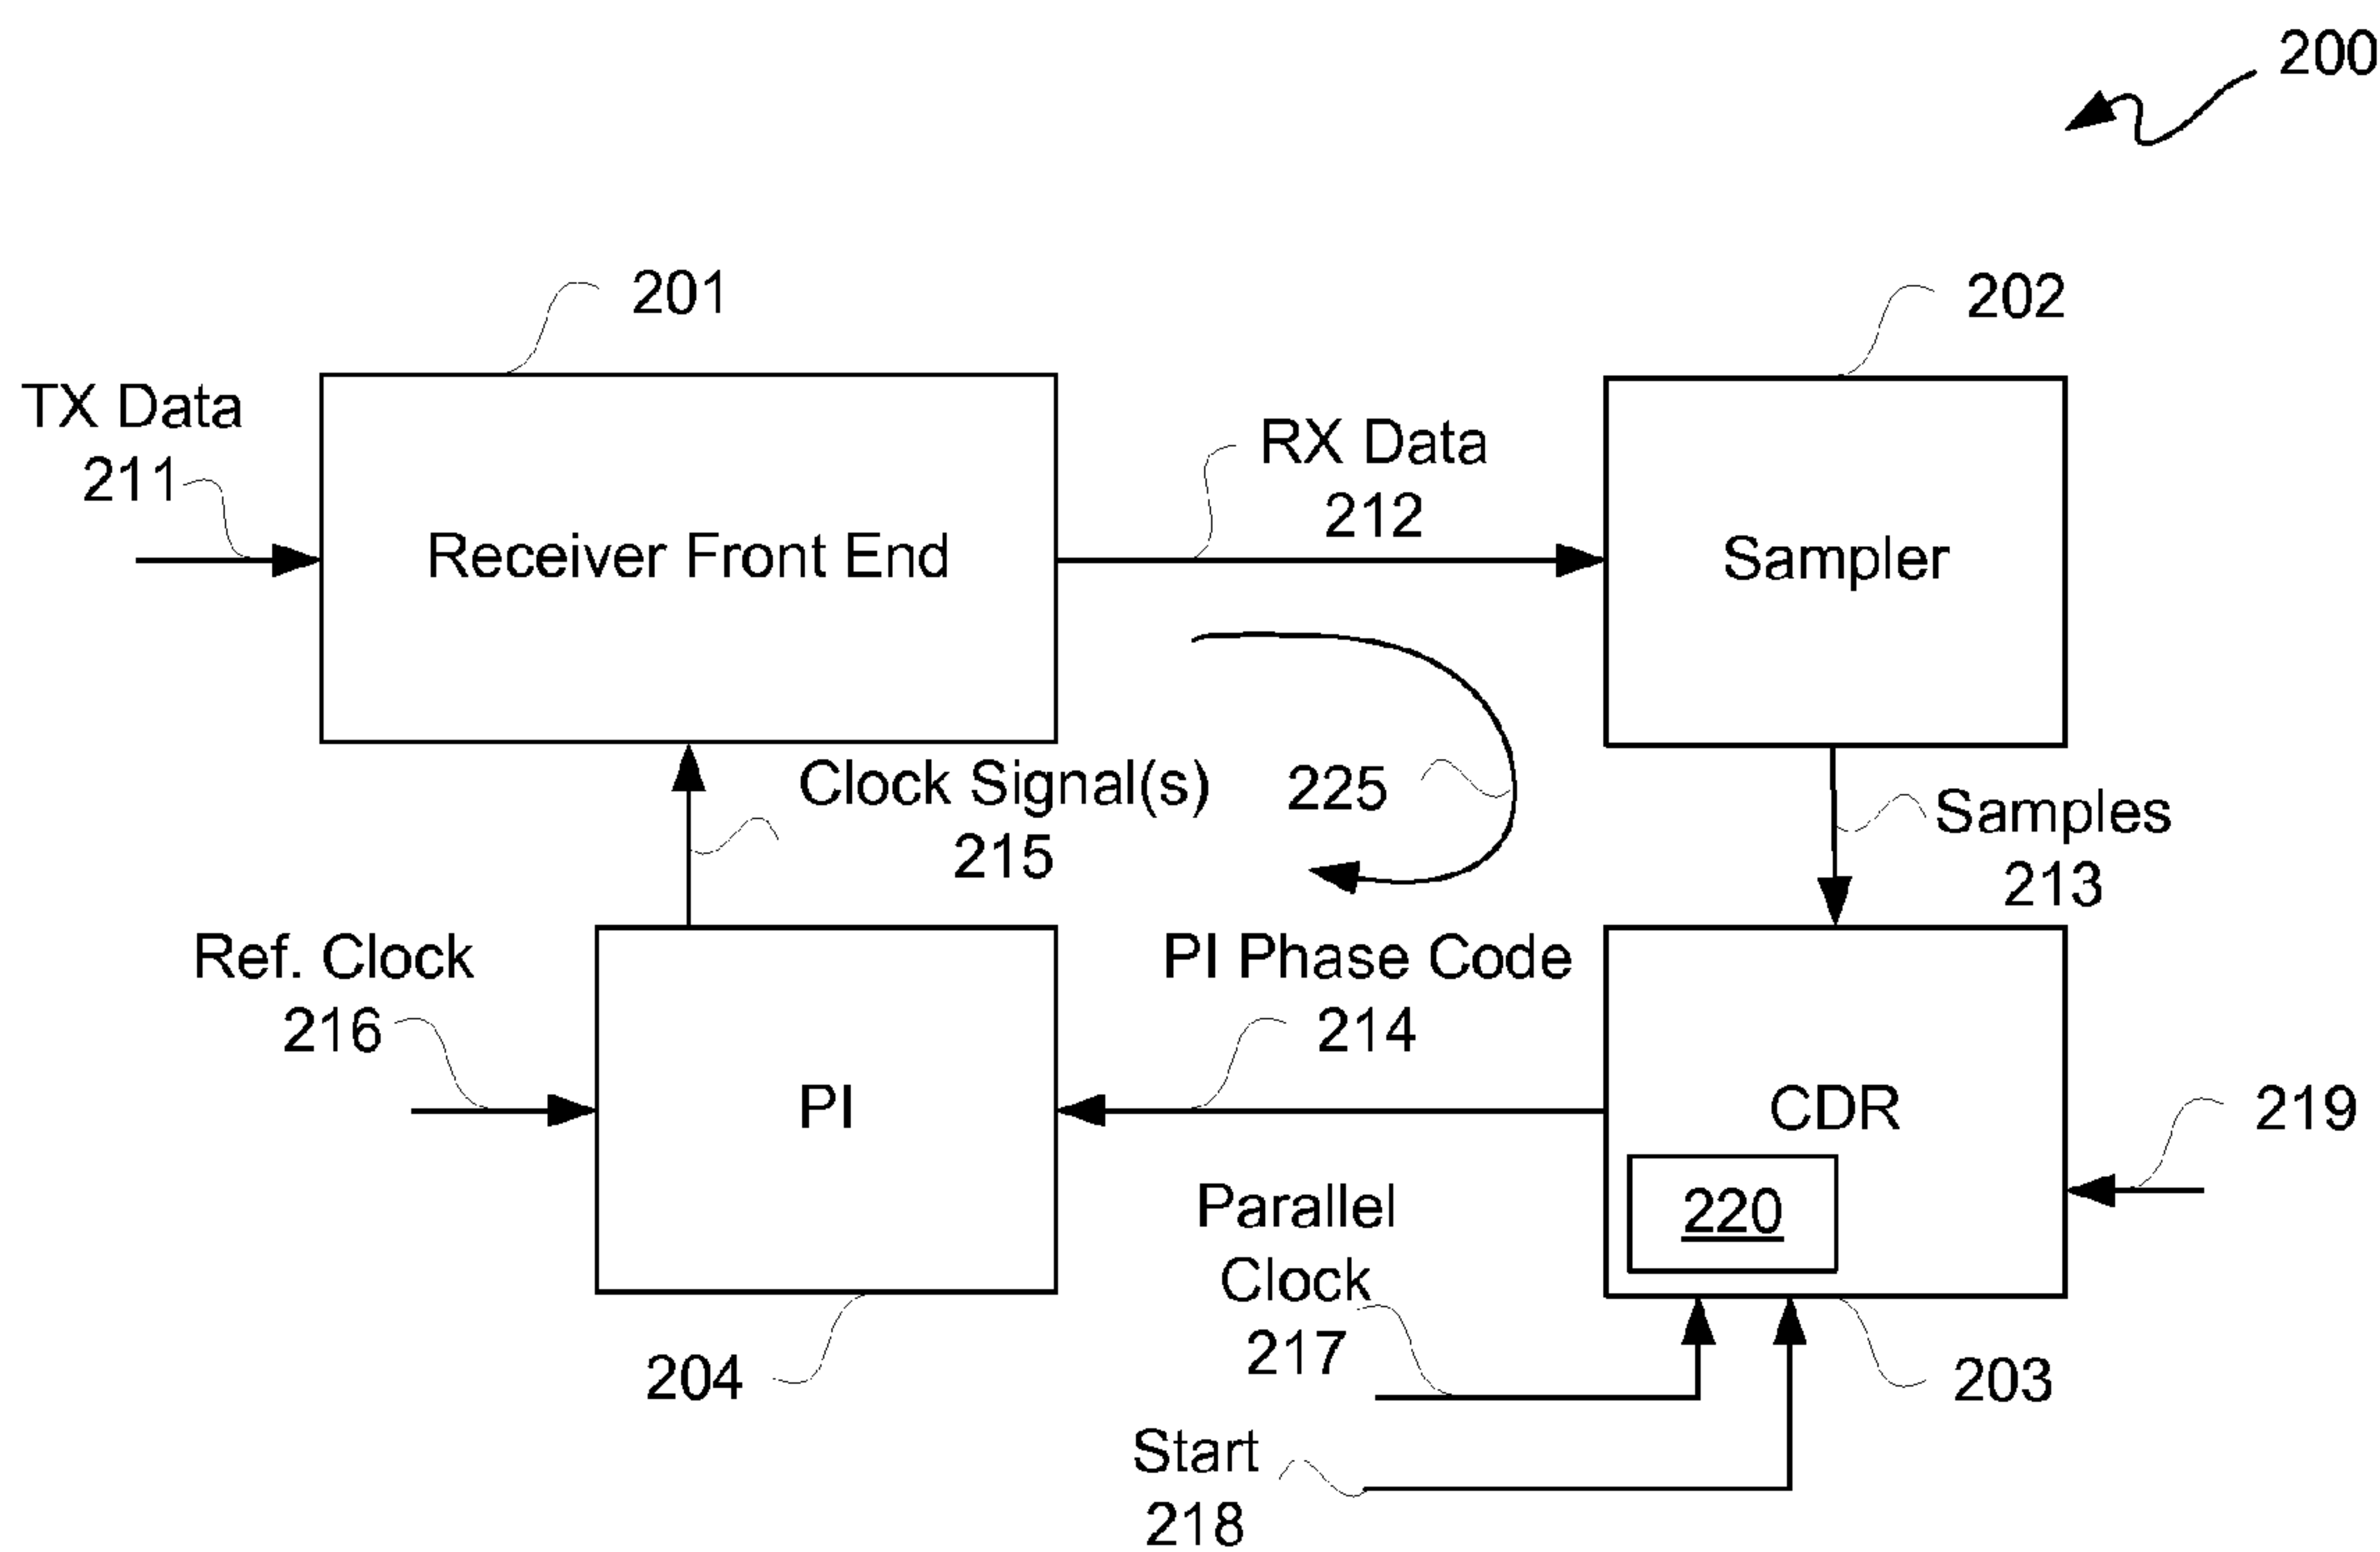 200
201
202
TX Data
211
RX Data
212
Receiver Front End
Sampler
Clock Signal(s)
215
225
Samples
213
Ref. Clock
216
PI Phase Code
214
PI
CDR
219
220
Parallel
Clock
217
204
203
Start
218